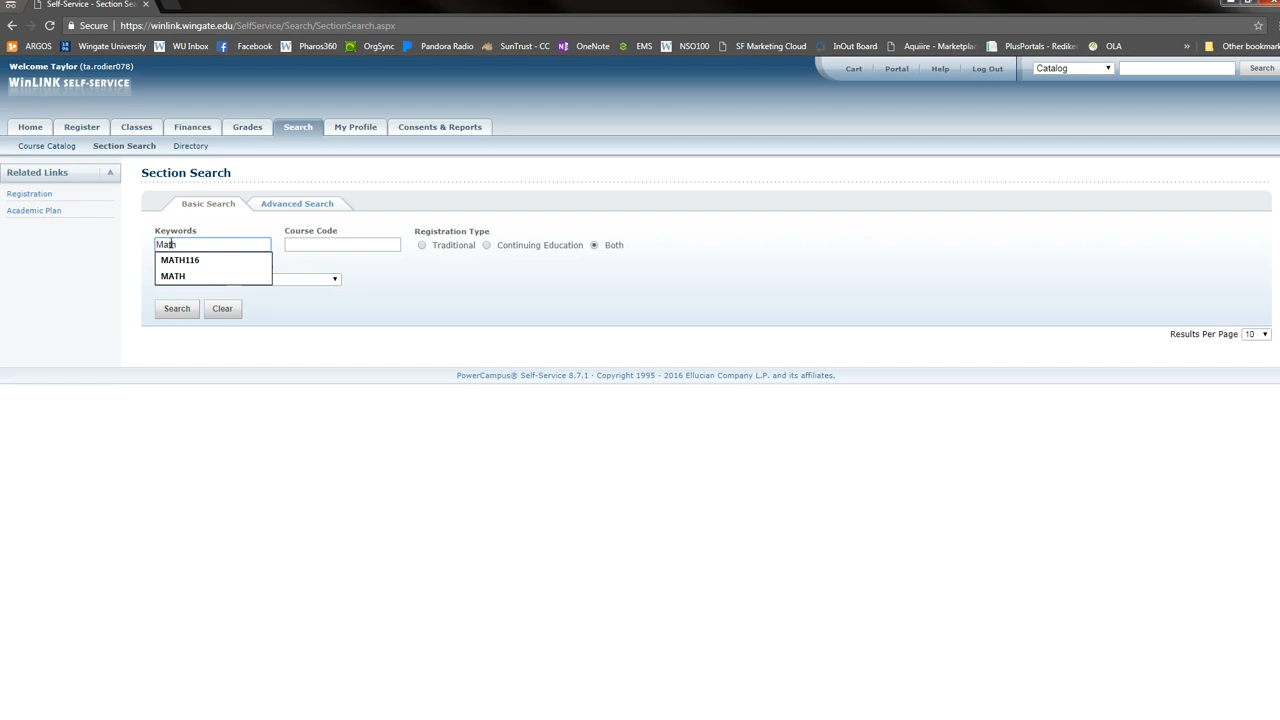 Self-Service - Section Sea
https://winlink.wingate.edu/SelfService/Search/SectionSearch.aspx
Secure
ARGOS Wingate University WU Inbox Facebook Pharos360 OrgSync Pandora Radio SunTrust - CC OneNote EMS NSO100 SF Marketing Cloud InOut Board Aquiire - Marketplac PlusPortals - Rediker OLA » Other bookmark
Welcome Taylor (ta.rodier078)
WinLINK SELF-SERVICE
Cart Portal Help Log Out Catalog Search
Home Register Classes Finances Grades Search My Profile Consents & Reports
Course Catalog Section Search Directory
Related Links
Registration
Academic Plan
Section Search
Basic Search Advanced Search
Keywords Course Code Registration Type
Math Traditional Continuing Education Both
MATH116
MATH
Search Clear
Results Per Page 10
PowerCampus® Self-Service 8.7.1 · Copyright 1995 - 2016 Ellucian Company L.P. and its affiliates.